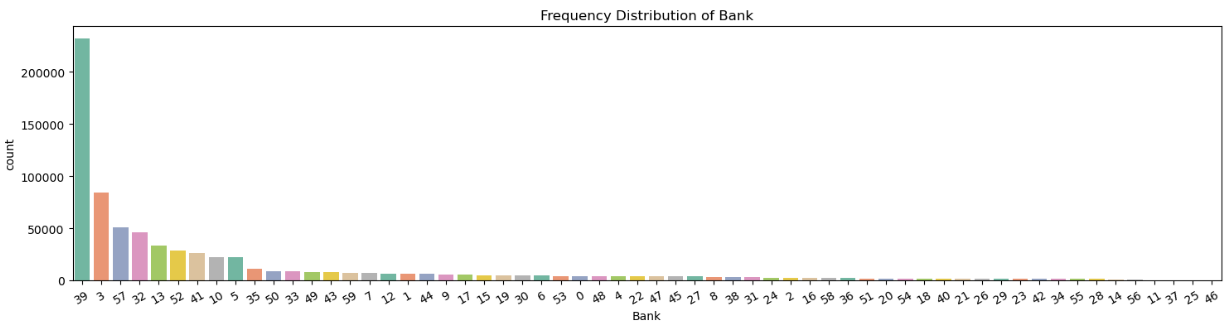 Frequency Distribution of Bank
200000
150000
100000
50000
0
count
39 3 57 32 13 52 41 10 5 35 50 33 49 43 59 7 12 1 44 9 17 15 19 30 6 53 0 48 4 22 47 45 27 8 38 31 24 2 16 58 36 51 20 54 18 40 21 26 29 23 42 34 55 28 14 56 11 37 25 46
Bank